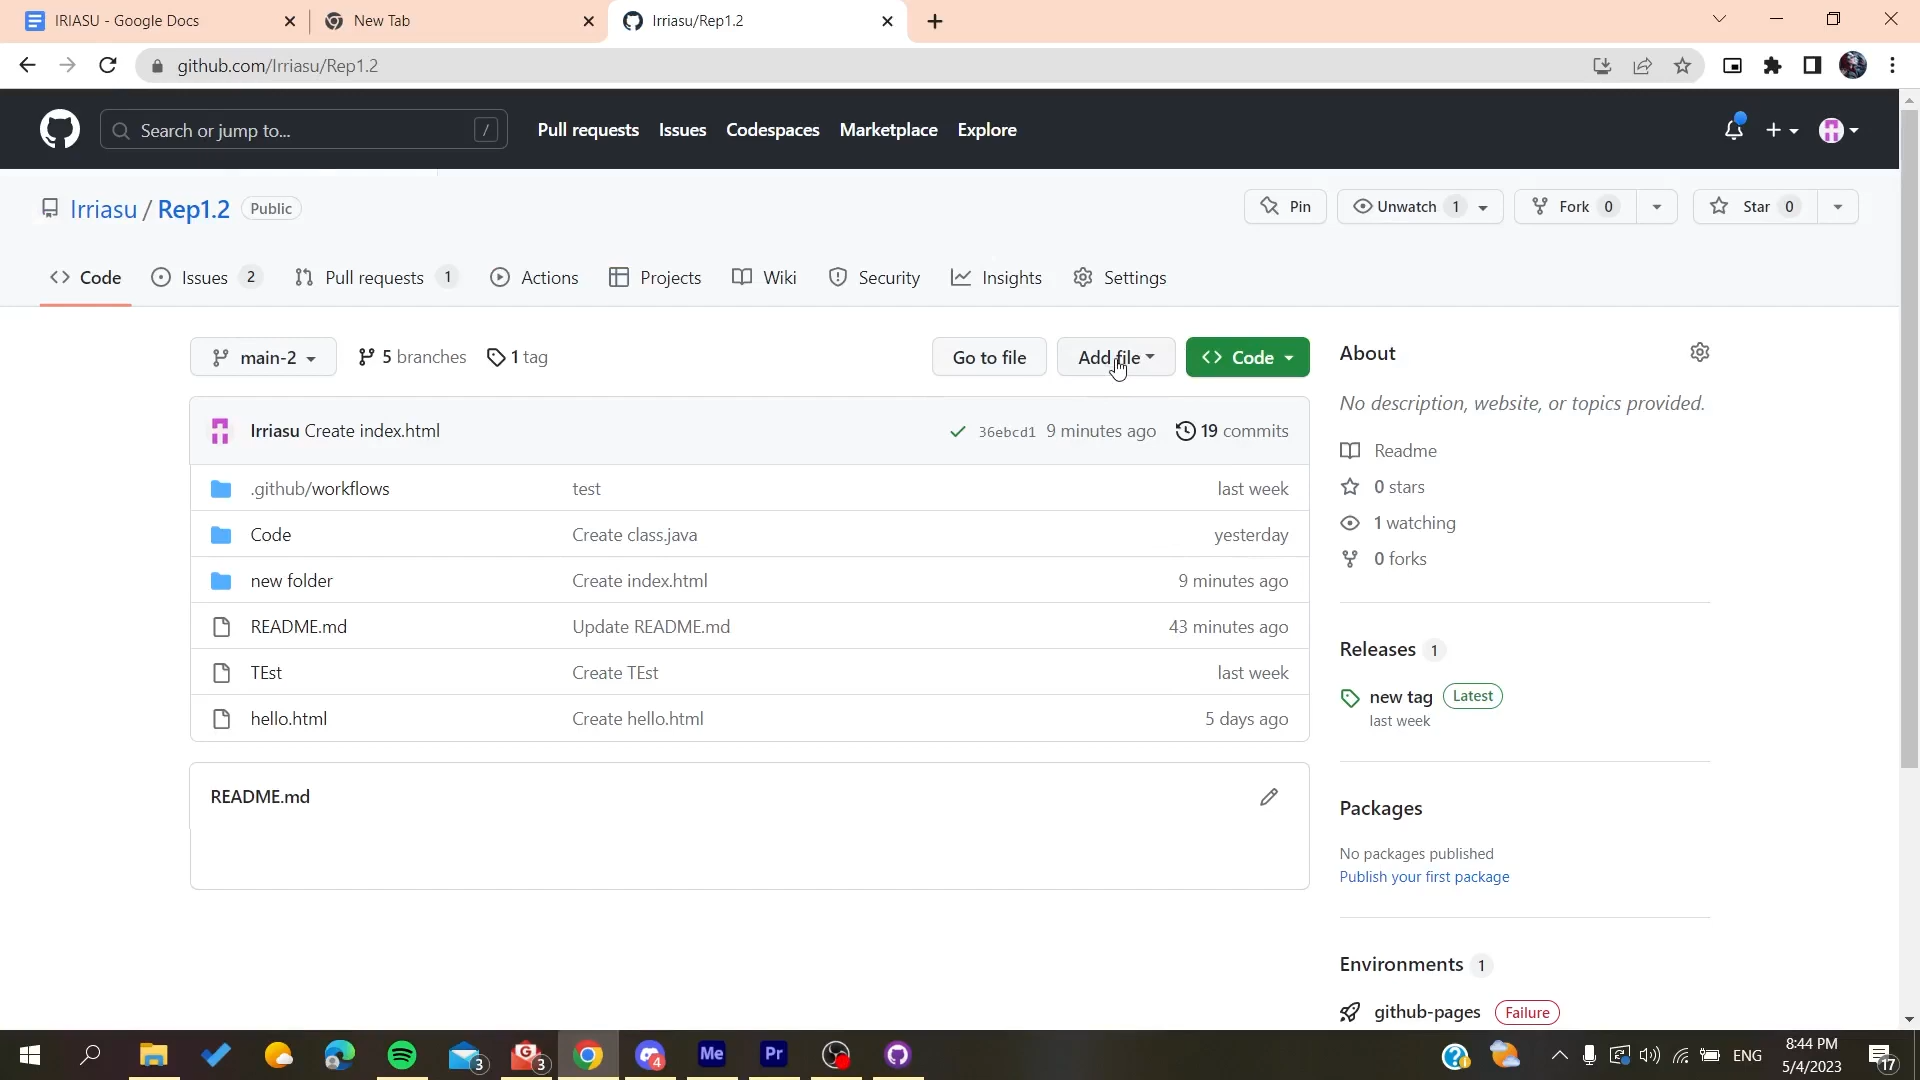 IRIASU - Google Docs
New Tab
Irriasu/Rep1.2
github.com/Irriasu/Rep1.2
Search or jump to...
/
Pull requests
Issues
Codespaces
Marketplace
Explore
Irriasu / Rep1.2
Public
Pin
Unwatch 1
Fork 0
Star 0
Code
Issues 2
Pull requests 1
Actions
Projects
Wiki
Security
Insights
Settings
main-2
5 branches
1 tag
Go to file
Add file
Code
Irriasu Create index.html
36ebcd1 9 minutes ago
19 commits
.github/workflows
test
last week
Code
Create class.java
yesterday
new folder
Create index.html
9 minutes ago
README.md
Update README.md
43 minutes ago
TEst
Create TEst
last week
hello.html
Create hello.html
5 days ago
README.md
About
No description, website, or topics provided.
Readme
0 stars
1 watching
0 forks
Releases 1
new tag Latest
last week
Packages
No packages published
Publish your first package
Environments 1
github-pages Failure
3
G 3
4
Me
Pr
ENG
8:44 PM
5/4/2023
17